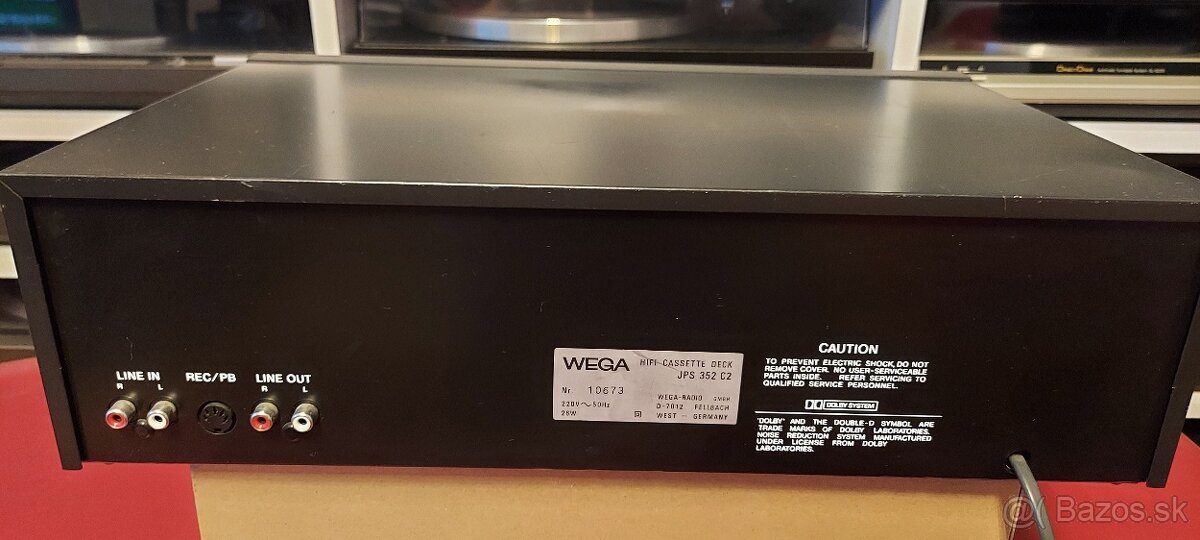 LINE IN
R L
REC/PB
LINE OUT
R L
WEGA HIFI CASSETTE DECK
JPS 352 C2
Nr. 10673
220V ~ 50Hz
26W
WEGA-RADIO GMBH
D-7012 FELLBACH
WEST - GERMANY
CAUTION
TO PREVENT ELECTRIC SHOCK, DO NOT
REMOVE COVER. NO USER-SERVICEABLE
PARTS INSIDE. REFER SERVICING TO
QUALIFIED SERVICE PERSONNEL.
DOLBY SYSTEM
"DOLBY" AND THE DOUBLE-D SYMBOL ARE
TRADE MARKS OF DOLBY LABORATORIES.
NOISE REDUCTION SYSTEM MANUFACTURED
UNDER LICENSE FROM DOLBY
LABORATORIES.
@ Bazos.sk